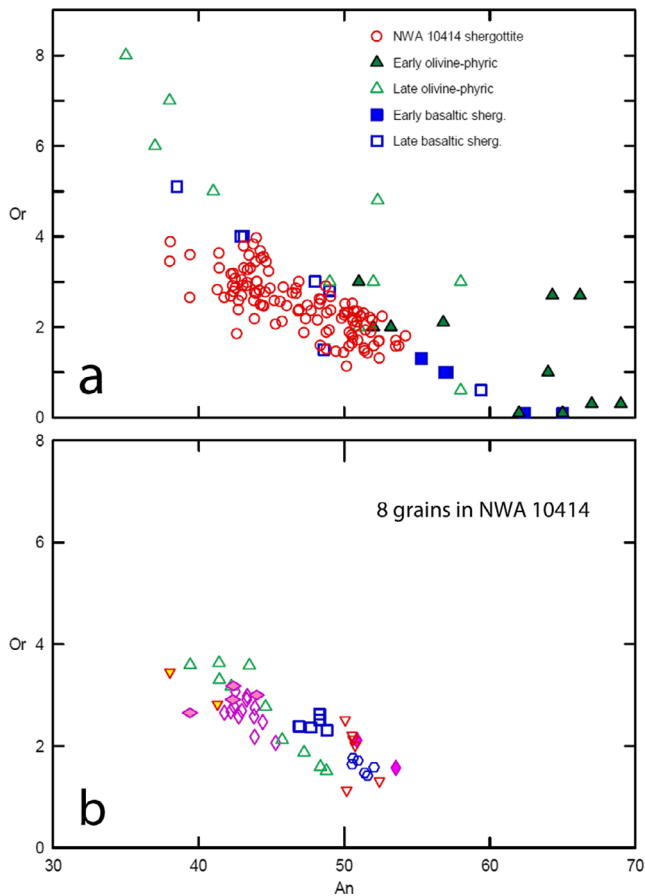 8
6
Or
4
2
0
NWA 10414 shergottite
Early olivine-phyric
Late olivine-phyric
Early basaltic sherg.
Late basaltic sherg.
a
8
6
Or
4
2
0
8 grains in NWA 10414
b
30 40 50 60 70
An